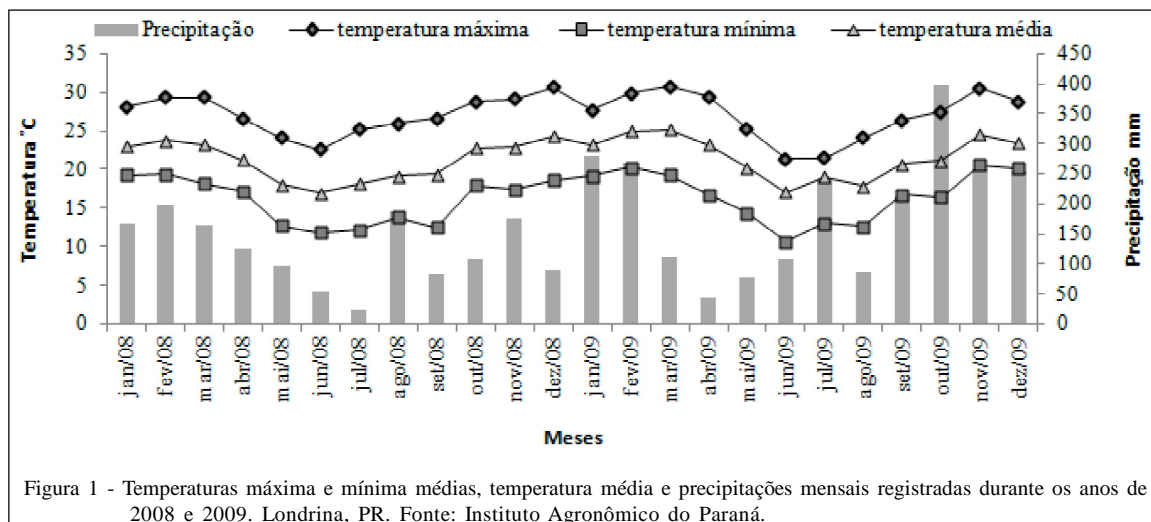 Precipitação temperatura máxima temperatura mínima temperatura média
Temperatura °C
35
30
25
20
15
10
5
0
450
400
350
300
250
200
150
100
50
0
Precipitação mm
jan/08 fev/08 mar/08 abr/08 mai/08 jun/08 jul/08 ago/08 set/08 out/08 nov/08 dez/08 jan/09 fev/09 mar/09 abr/09 mai/09 jun/09 jul/09 ago/09 set/09 out/09 nov/09 dez/09
Meses
Figura 1 - Temperaturas máxima e mínima médias, temperatura média e precipitações mensais registradas durante os anos de
2008 e 2009. Londrina, PR. Fonte: Instituto Agronômico do Paraná.